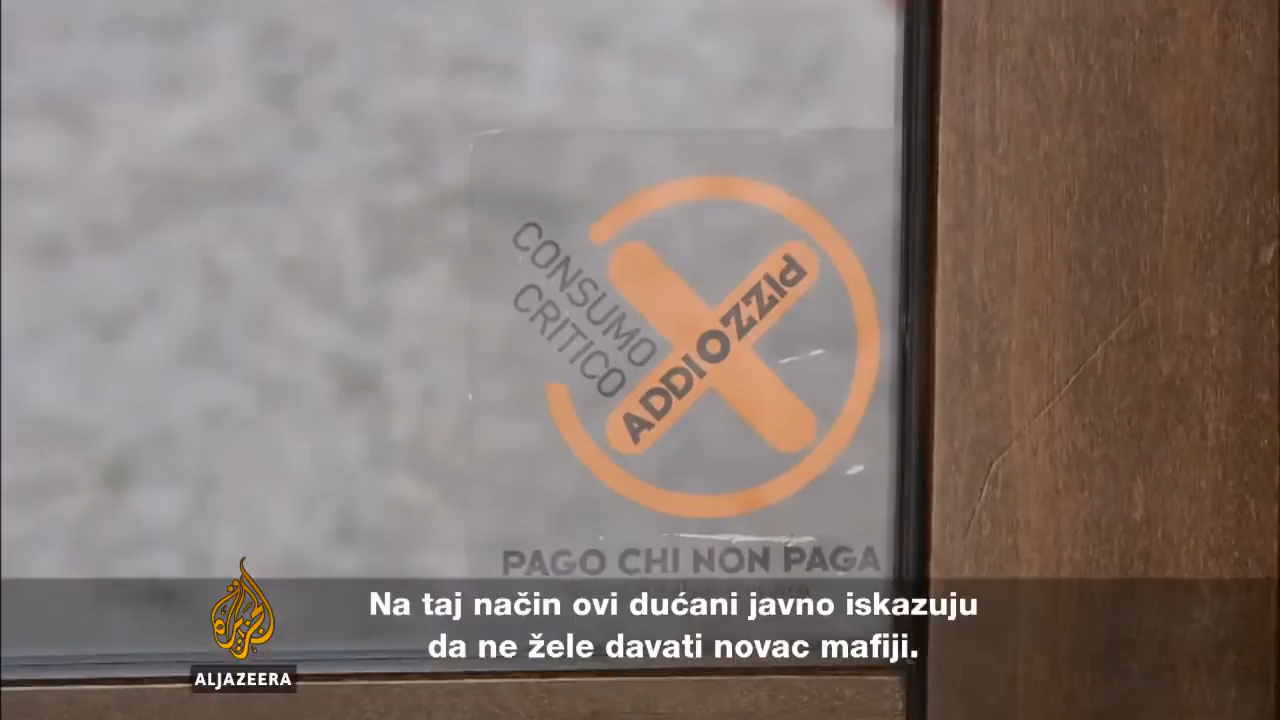 CONSUMO
CRITICO
ADDIOPIZZO
PAGO CHI NON PAGA
Na taj način ovi dućani javno iskazuju
da ne žele davati novac mafiji.
ALJAZEERA